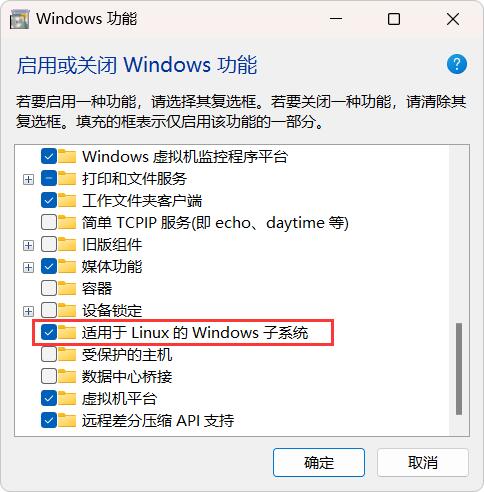 Windows 功能
启用或关闭 Windows 功能
若要启用一种功能，请选择其复选框。若要关闭一种功能，请清除其
复选框。填充的框表示仅启用该功能的一部分。
Windows 虚拟机监控程序平台
打印和文件服务
工作文件夹客户端
简单 TCPIP 服务(即 echo、daytime 等)
旧版组件
媒体功能
容器
设备锁定
适用于 Linux 的 Windows 子系统
受保护的主机
数据中心桥接
虚拟机平台
远程差分压缩 API 支持
确定
取消